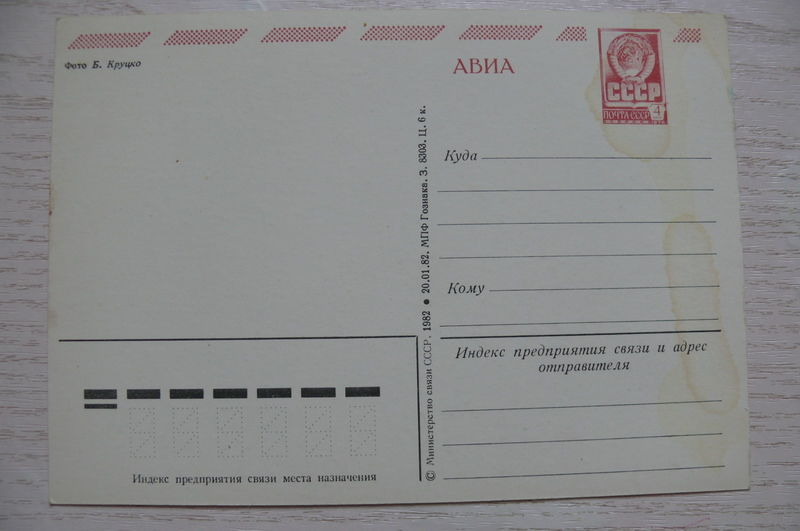 Фото Б. Круцко
АВИА
СССР
ПОЧТА СССР 4
Куда
Кому
Индекс предприятия связи и адрес
отправителя
© Министерство связи СССР. 1982 ● 20.01.82. МПФ Гознака. З. 8303. Ц. 6 к.
Индекс предприятия связи места назначения